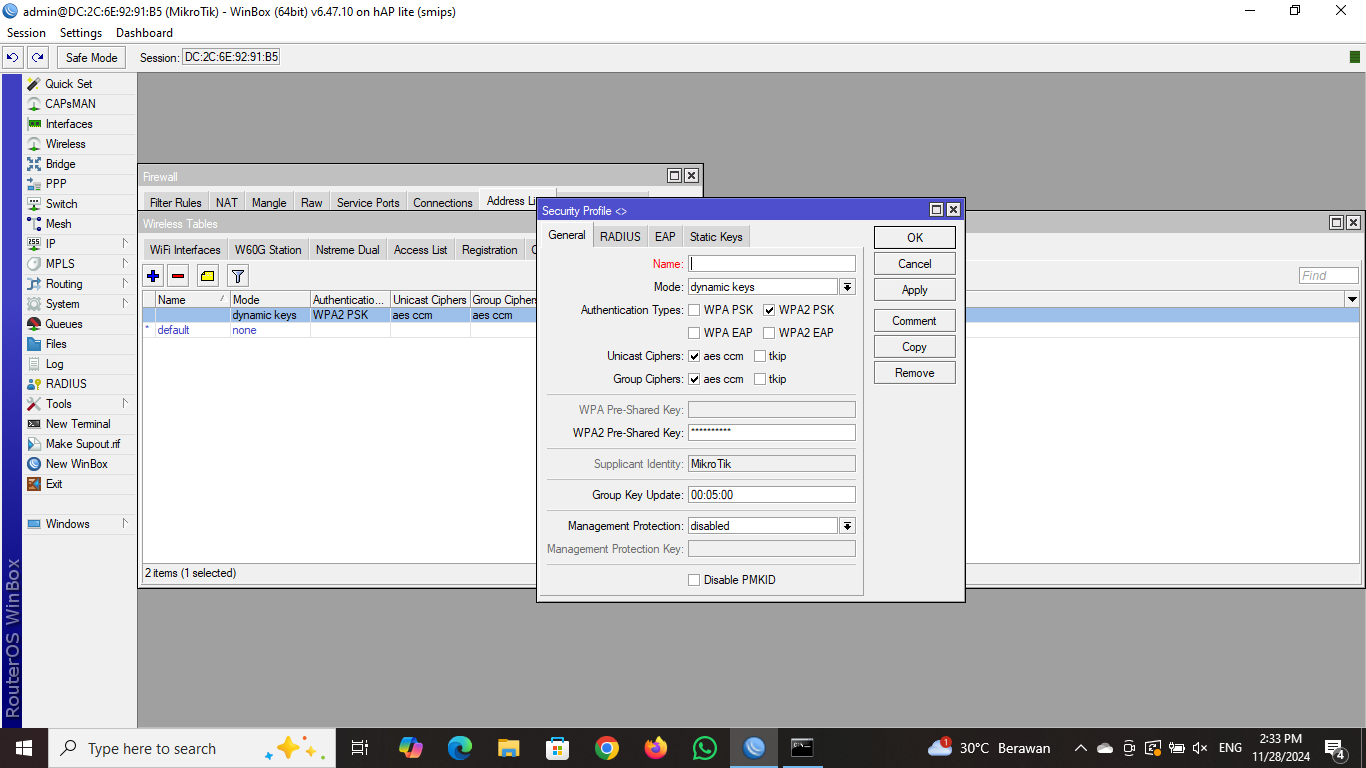 admin@DC:2C:6E:92:91:B5 (MikroTik) - WinBox (64bit) v6.47.10 on hAP lite (smips)
Session Settings Dashboard
Safe Mode Session: DC:2C:6E:92:91:B5
Quick Set
CAPsMAN
Interfaces
Wireless
Bridge
PPP
Switch
Mesh
IP
MPLS
Routing
System
Queues
Files
Log
RADIUS
Tools
New Terminal
Make Supout.rif
New WinBox
Exit
Windows
RouterOS WinBox
Firewall
Filter Rules NAT Mangle Raw Service Ports Connections Address Li
Wireless Tables
WiFi Interfaces W60G Station Nstreme Dual Access List Registration
Find
Name Mode Authenticatio... Unicast Ciphers Group Ciphers
dynamic keys WPA2 PSK aes ccm aes ccm
* default none
2 items (1 selected)
Security Profile <>
General RADIUS EAP Static Keys
Name:
Mode: dynamic keys
Authentication Types: WPA PSK WPA2 PSK
WPA EAP WPA2 EAP
Unicast Ciphers: aes ccm tkip
Group Ciphers: aes ccm tkip
WPA Pre-Shared Key:
WPA2 Pre-Shared Key: **********
Supplicant Identity: MikroTik
Group Key Update: 00:05:00
Management Protection: disabled
Management Protection Key:
Disable PMKID
OK
Cancel
Apply
Comment
Copy
Remove
Type here to search
1
30°C Berawan
ENG
2:33 PM
11/28/2024
4